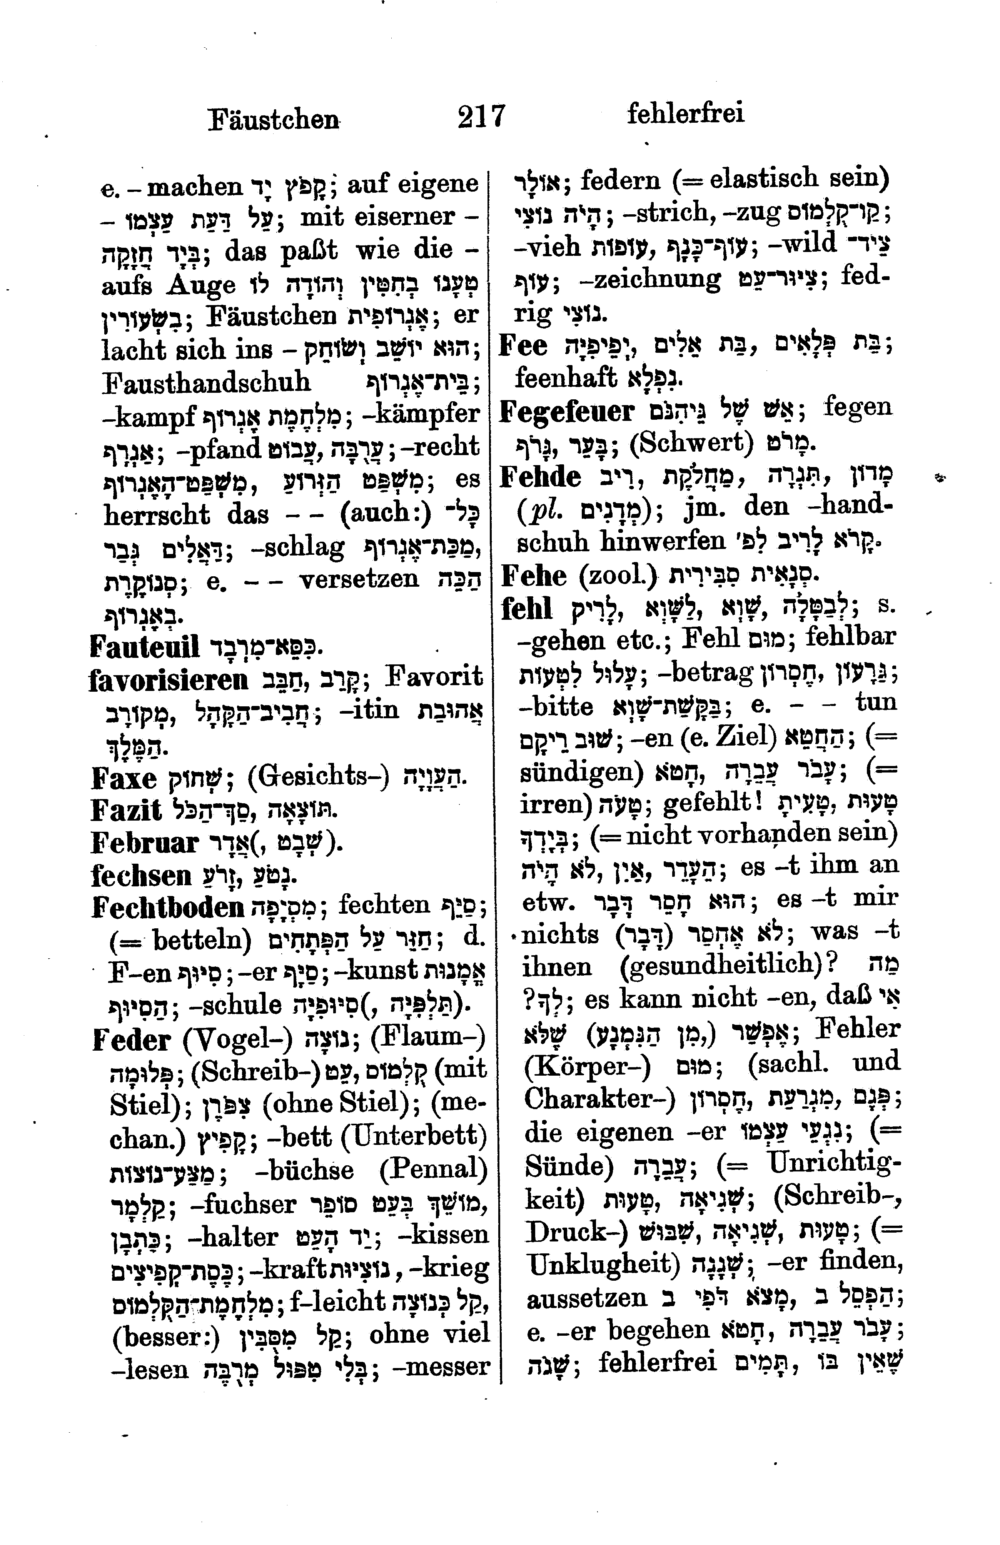 Fäustchen 217 fehlerfrei
e. – machen קָפֹץ יָד; auf eigene
– עַל דַּעַת עַצְמוֹ; mit eiserner –
בְּיָד חֲזָקָה; das paßt wie die –
aufs Auge טָעֲנוּ בְחִטִּין וְהוֹדָה לוֹ
בִשְׂעוֹרִין; Fäustchen אֶגְרוֹפִית; er
lacht sich ins – הוּא יוֹשֵׁב וְשׂוֹחֵק;
Fausthandschuh בֵּית־אֶגְרוֹף;
–kampf מִלְחֶמֶת אֶגְרוֹף; –kämpfer
אֶגְרָף; –pfand עֲרֻבָּה, עֲבוֹט; –recht
מִשְׁפַּט הַזְּרוֹעַ, מִשְׁפַּט־הָאֶגְרוֹף; es
herrscht das – – (auch:) כָּל־
דַּאֲלִים גְּבַר; –schlag מַכַּת־אֶגְרוֹף,
סְנוֹקֶרֶת; e. – – versetzen הַכֵּה
בְאֶגְרוֹף.
Fauteuil כִּסֵּא־מִרְבָּד.
favorisieren קָרֵב, חַבֵּב; Favorit
חֲבִיב־הַקָּהָל, מְקוֹרָב; –itin אֲהוּבַת
הַמֶּלֶךְ.
Faxe שְׂחוֹק; (Gesichts–) הַעֲוָיָה.
Fazit תּוֹצָאָה, סַךְ־הַכֹּל.
Februar שְׁבָט (, אֲדָר).
fechsen נָטֹעַ, זָרֹעַ.
Fechtboden מִסְיָפָה; fechten סַיֵּף;
(= betteln) חַזֵּר עַל הַפְּתָחִים; d.
F–en סִיּוּף; –er סַיָּף; –kunst אֳמָנוּת
הַסִּיּוּף; –schule סִיּוּפִיָּה (, תַּלְפִּיָּה).
Feder (Vogel–) נוֹצָה; (Flaum–)
פְּלוּמָה; (Schreib–) עֵט, קֻלְמוֹס (mit
Stiel); צִפֹּרֶן (ohne Stiel); (me-
chan.) קְפִיץ; –bett (Unterbett)
מַצַּע־נוֹצוֹת; –büchse (Pennal)
קַלְמָר; –fuchser מוֹשֵׁךְ בְּעֵט סוֹפֵר,
כַּתְבָן; –halter יַד הָעֵט; –kissen
כֶּסֶת־קְפִיצִים; –kraft נוֹצִיּוּת, –krieg
מִלְחֶמֶת־הַקֻּלְמוֹס; f–leicht קַל כְּנוֹצָה,
(besser:) קַל מִסֻּבִּין; ohne viel
–lesen בְּלִי טִפּוּל מְרֻבֶּה; –messer
אוֹלָר; federn (= elastisch sein)
הָיֹה נוֹצִי; –strich, –zug קַו־קֻלְמוֹס;
–vieh עוֹף־כָּנָף, עוֹפוֹת; –wild צֵיד־
עוֹף; –zeichnung צִיּוּר־עֵט; fed-
rig נוֹצִי.
Fee בַּת פְּלָאִים, בַּת אֵלִים, יְפֵיפִיָּה;
feenhaft נִפְלָא.
Fegefeuer אֵשׁ שֶׁל גֵּיהִנֹּם; fegen
בָּעֵר, גָּרֹף; (Schwert) מָרֹט.
Fehde רִיב, מַחֲלֹקֶת, תִּגְרָה, מָדוֹן
(pl. מְדָנִים); jm. den –hand-
schuh hinwerfen קָרֹא לָרִיב לִפ'.
Fehe (zool.) סְנָאִית סִבִּירִית.
fehl לָרִיק, לַשָּׁוְא, שָׁוְא, לְבַטָּלָה; s.
–gehen etc.; Fehl מוּם; fehlbar
עָלוּל לִטְעוֹת; –betrag גֵּרָעוֹן, חֶסְרוֹן;
–bitte בַּקָּשַׁת־שָׁוְא; e. – – tun
שׁוּב רֵיקָם; –en (e. Ziel) הַחֲטֵא; (=
sündigen) עָבֹר עֲבֵרָה, חָטֹא; (=
irren) טָעֹה; gefehlt! טָעוּת, טָעִיתָ
בְּיָדְךָ; (= nicht vorhanden sein)
הֵעָדֵר, אַיִן, לֹא הָיֹה; es –t ihm an
etw. הוּא חָסֵר דָּבָר; es –t mir
nichts לֹא אֶחְסַר (דָּבָר); was –t
ihnen (gesundheitlich)? מַה
לְּךָ?; es kann nicht –en, daß אִי
אֶפְשָׁר (, מִן הַנִּמְנָע) שֶׁלֹּא; Fehler
(Körper–) מוּם; (sachl. und
Charakter–) פְּגָם, מִגְרַעַת, חֶסְרוֹן;
die eigenen –er נִגְעֵי עַצְמוֹ; (=
Sünde) עֲבֵרָה; (= Unrichtig-
keit) שְׁגִיאָה, טָעוּת; (Schreib–,
Druck–) טָעוּת, שְׁגִיאָה, שִׁבּוּשׁ; (=
Unklugheit) שְׁגָגָה; –er finden,
aussetzen הַפְסֵל ב, מָצֹא דֹּפִי ב;
e. –er begehen עָבֹר עֲבֵרָה, חָטֹא
שָׁגֹה; fehlerfrei שֶׁאֵין בּוֹ, תָּמִים